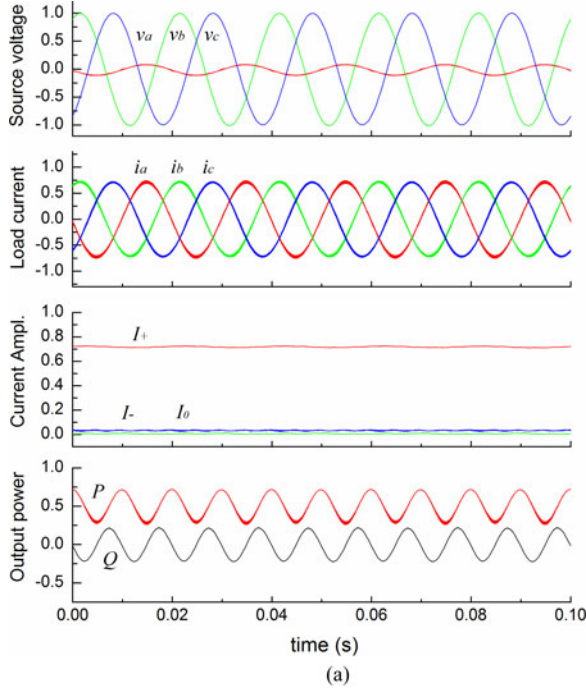 Source voltage
1.0
0.5
0.0
-0.5
-1.0
va vb vc
Load current
1.0
0.5
0.0
-0.5
-1.0
ia ib ic
Current Ampl.
1.0
0.8
0.6
0.4
0.2
0.0
I+
I- I0
Output power
1.0
0.5
0.0
-0.5
P
Q
0.00 0.02 0.04 0.06 0.08 0.10
time (s)
(a)